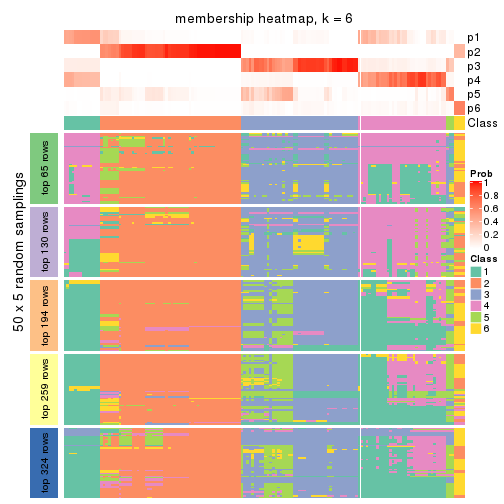 membership heatmap, k = 6
p1
p2
p3
p4
p5
p6
Class
50 x 5 random samplings
top 65 rows
top 130 rows
top 194 rows
top 259 rows
top 324 rows
Prob
1
0.8
0.6
0.4
0.2
0
Class
1
2
3
4
5
6